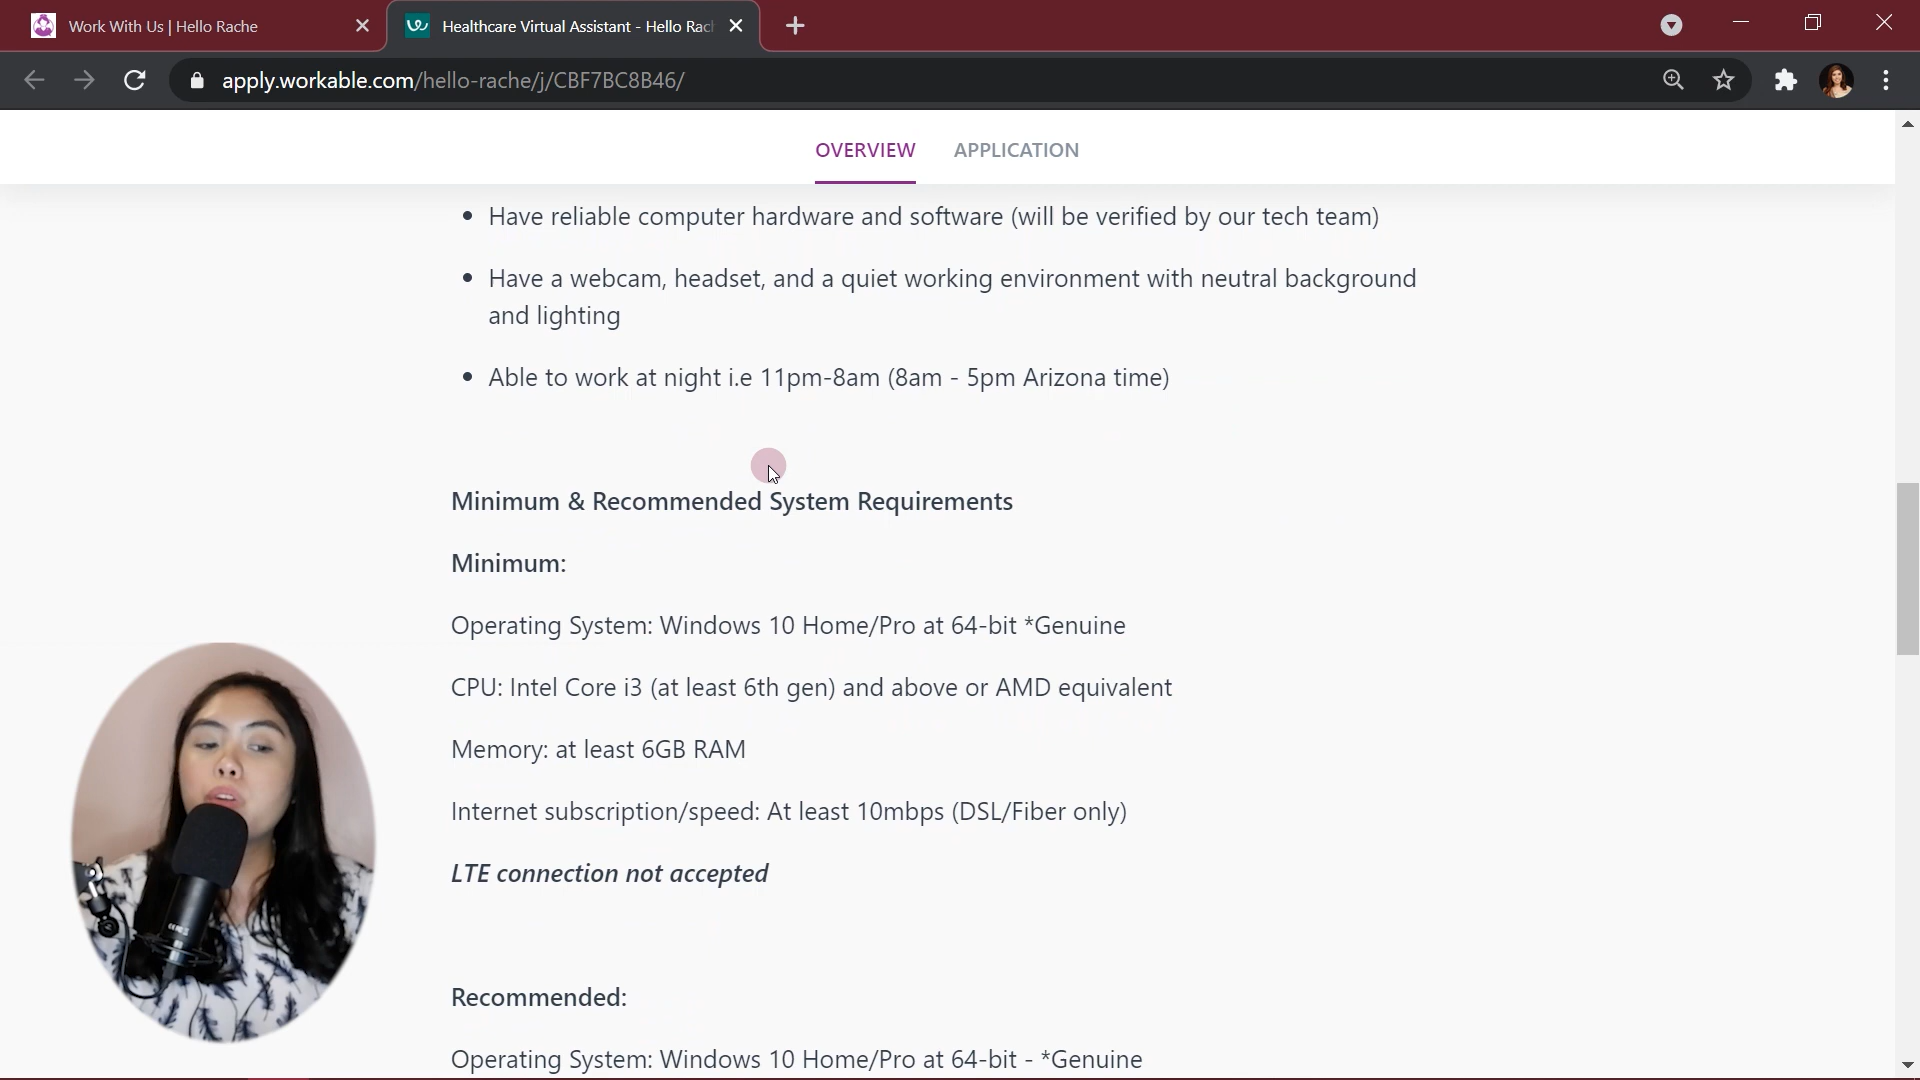 Work With Us | Hello Rache
Healthcare Virtual Assistant - Hello Rac
apply.workable.com/hello-rache/j/CBF7BC8B46/
OVERVIEW APPLICATION
• Have reliable computer hardware and software (will be verified by our tech team)
• Have a webcam, headset, and a quiet working environment with neutral background
and lighting
• Able to work at night i.e 11pm-8am (8am - 5pm Arizona time)
Minimum & Recommended System Requirements
Minimum:
Operating System: Windows 10 Home/Pro at 64-bit *Genuine
CPU: Intel Core i3 (at least 6th gen) and above or AMD equivalent
Memory: at least 6GB RAM
Internet subscription/speed: At least 10mbps (DSL/Fiber only)
LTE connection not accepted
Recommended:
Operating System: Windows 10 Home/Pro at 64-bit - *Genuine